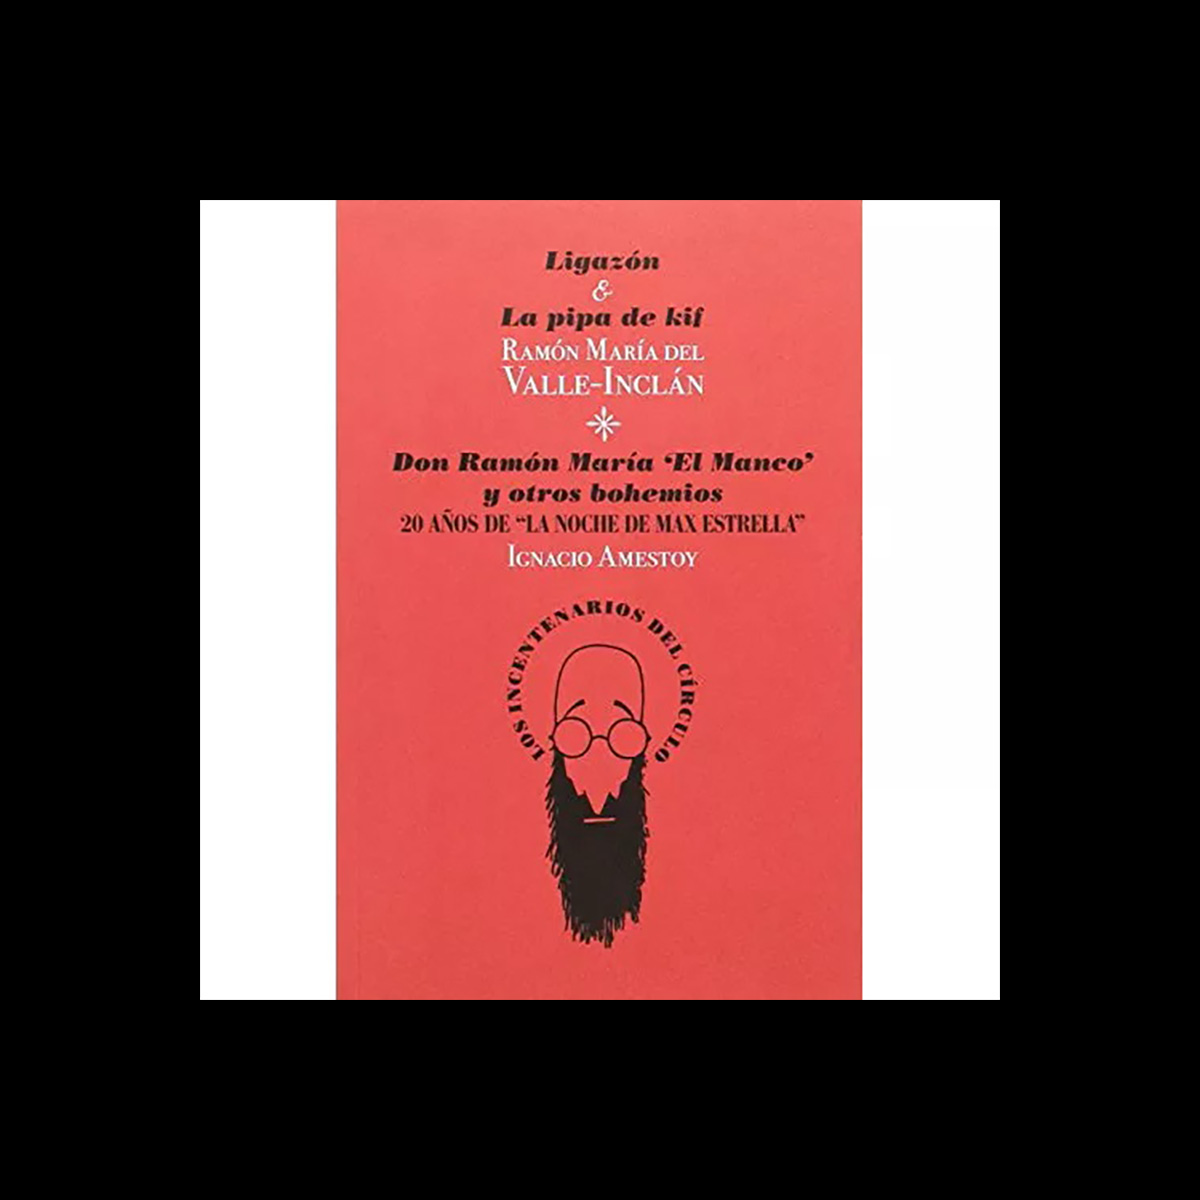 Ligazón
&
La pipa de kif
RAMÓN MARÍA DEL
VALLE-INCLÁN
Don Ramón María ‘El Manco’
y otros bohemios
20 AÑOS DE “LA NOCHE DE MAX ESTRELLA”
IGNACIO AMESTOY
LOS INCENTENARIOS DEL CÍRCULO